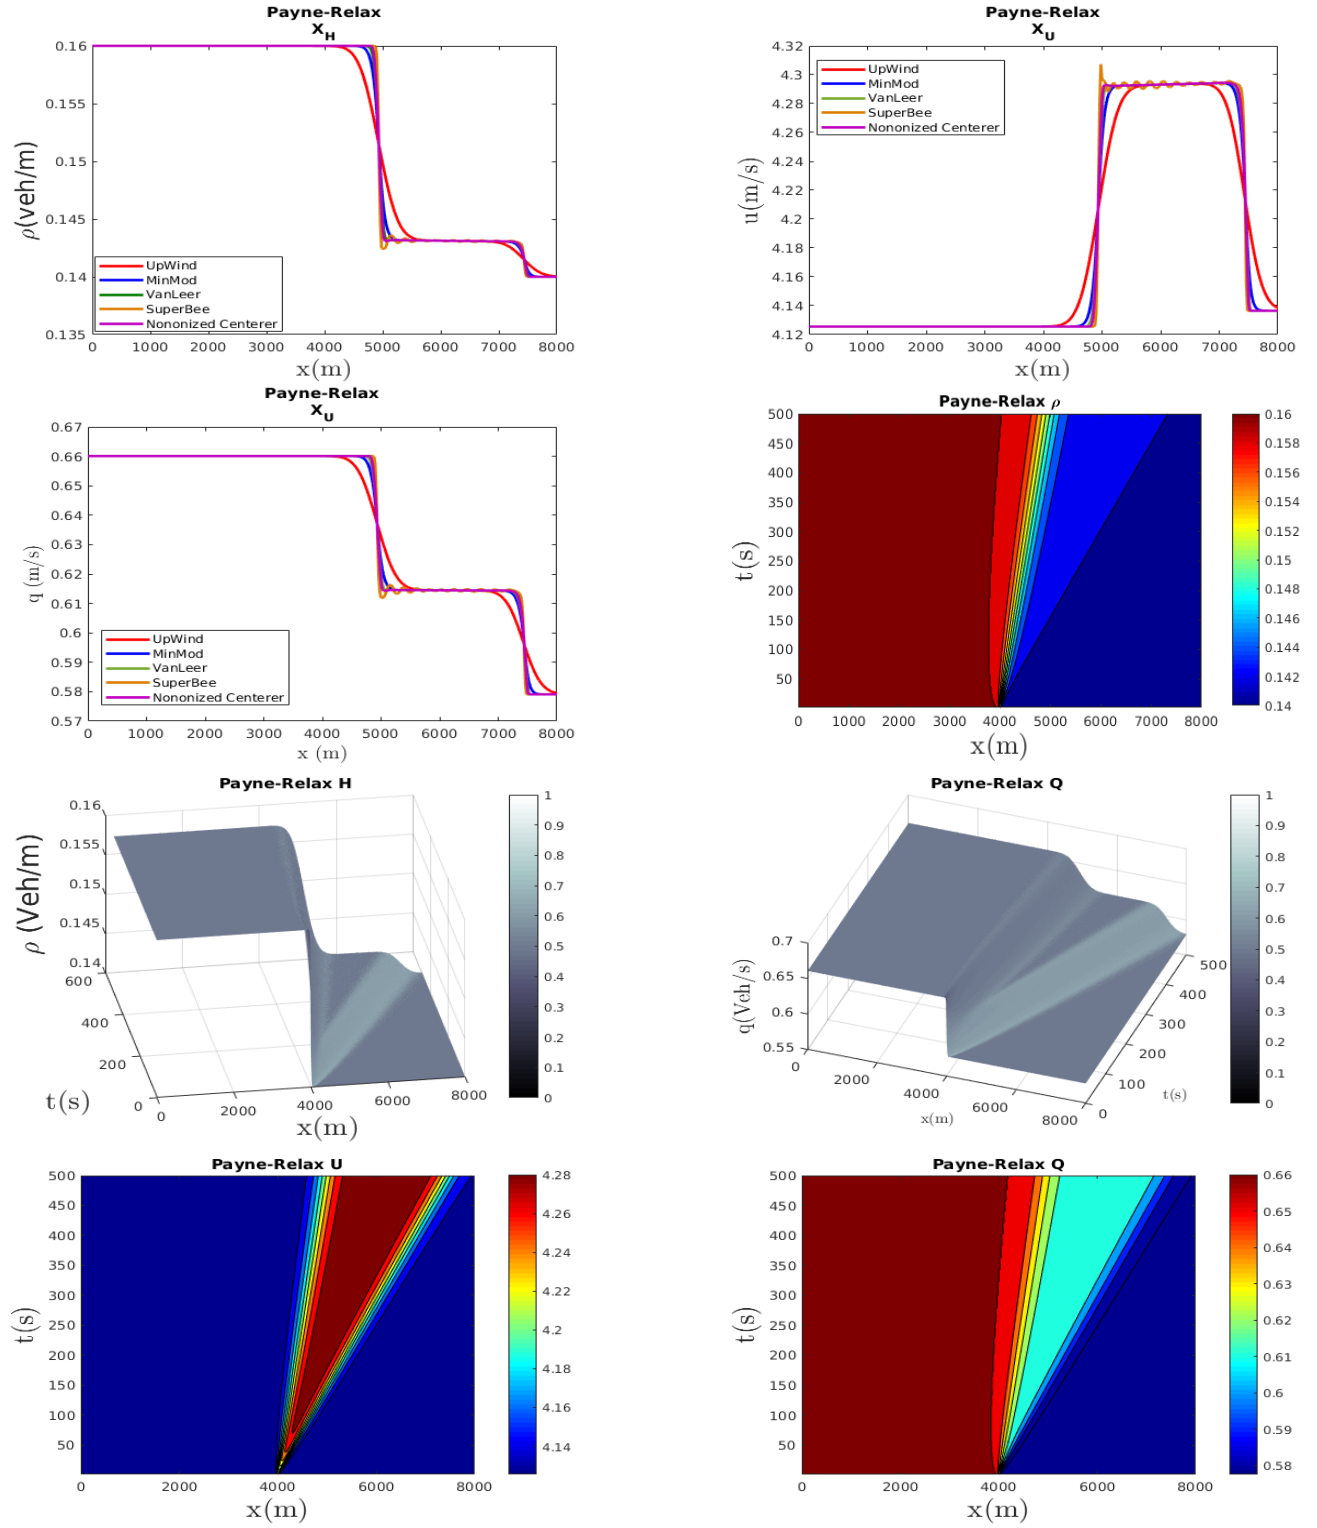 Payne-Relax
X_H
0.16
0.155
0.15
0.145
0.14
0.135
ρ(veh/m)
UpWind
MinMod
VanLeer
SuperBee
Nononized Centerer
0 1000 2000 3000 4000 5000 6000 7000 8000
x(m)
Payne-Relax
X_U
4.32
4.3
4.28
4.26
4.24
4.22
4.2
4.18
4.16
4.14
4.12
u(m/s)
UpWind
MinMod
VanLeer
SuperBee
Nononized Centerer
0 1000 2000 3000 4000 5000 6000 7000 8000
x(m)
Payne-Relax
X_U
0.67
0.66
0.65
0.64
0.63
0.62
0.61
0.6
0.59
0.58
0.57
q (m/s)
UpWind
MinMod
VanLeer
SuperBee
Nononized Centerer
0 1000 2000 3000 4000 5000 6000 7000 8000
x (m)
Payne-Relax ρ
500
450
400
350
300
250
200
150
100
50
t(s)
0 1000 2000 3000 4000 5000 6000 7000 8000
x(m)
0.16
0.158
0.156
0.154
0.152
0.15
0.148
0.146
0.144
0.142
0.14
Payne-Relax H
0.16
0.155
0.15
0.145
0.14
ρ (Veh/m)
600
400
200
0
t(s)
0 2000 4000 6000 8000
x(m)
1
0.9
0.8
0.7
0.6
0.5
0.4
0.3
0.2
0.1
0
Payne-Relax Q
0.7
0.65
0.6
0.55
q(Veh/s)
0 2000 4000 6000 8000
x(m)
500
400
300
200
100
0
t(s)
1
0.9
0.8
0.7
0.6
0.5
0.4
0.3
0.2
0.1
0
Payne-Relax U
500
450
400
350
300
250
200
150
100
50
t(s)
0 2000 4000 6000 8000
x(m)
4.28
4.26
4.24
4.22
4.2
4.18
4.16
4.14
Payne-Relax Q
500
450
400
350
300
250
200
150
100
50
t(s)
0 2000 4000 6000 8000
x(m)
0.66
0.65
0.64
0.63
0.62
0.61
0.6
0.59
0.58